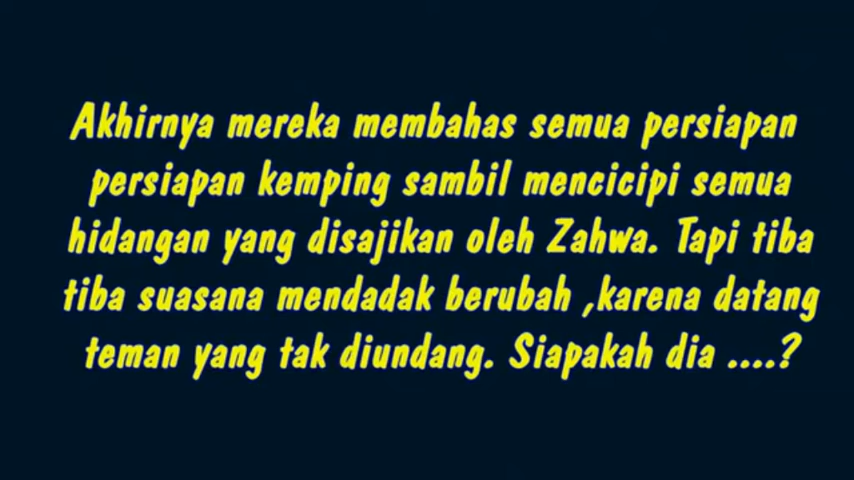 Akhirnya mereka membahas semua persiapan
persiapan kemping sambil mencicipi semua
hidangan yang disajikan oleh Zahwa. Tapi tiba
tiba suasana mendadak berubah ,karena datang
teman yang tak diundang. Siapakah dia ....?